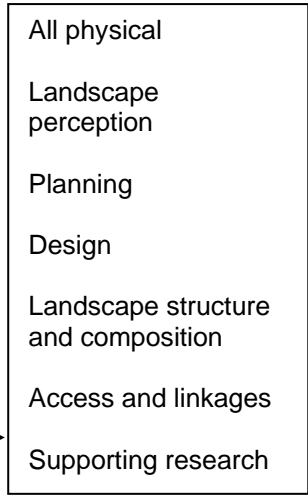 All physical
Landscape
perception
Planning
Design
Landscape structure
and composition
Access and linkages
Supporting research